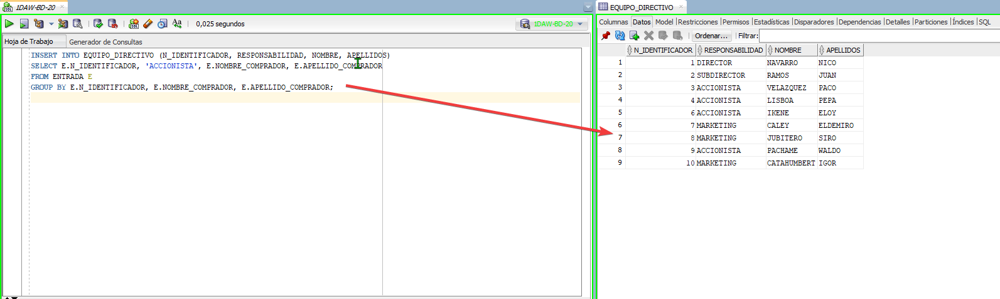 1DAW-BD-20
SQL
0,025 segundos
1DAW-BD-20
Hoja de Trabajo Generador de Consultas
INSERT INTO EQUIPO_DIRECTIVO (N_IDENTIFICADOR, RESPONSABILIDAD, NOMBRE, APELLIDOS)
SELECT E.N_IDENTIFICADOR, 'ACCIONISTA', E.NOMBRE_COMPRADOR, E.APELLIDO_COMPRADOR
FROM ENTRADA E
GROUP BY E.N_IDENTIFICADOR, E.NOMBRE_COMPRADOR, E.APELLIDO_COMPRADOR;
EQUIPO_DIRECTIVO
Columnas Datos Model Restricciones Permisos Estadísticas Disparadores Dependencias Detalles Particiones Índices SQL
Ordenar... Filtrar:
N_IDENTIFICADOR RESPONSABILIDAD NOMBRE APELLIDOS
1 1 DIRECTOR NAVARRO NICO
2 2 SUBDIRECTOR RAMOS JUAN
3 3 ACCIONISTA VELAZQUEZ PACO
4 4 ACCIONISTA LISBOA PEPA
5 6 ACCIONISTA IKENE ELOY
6 7 MARKETING CALEY ELDEMIRO
7 8 MARKETING JUBITERO SIRO
8 9 ACCIONISTA PACHAME WALDO
9 10 MARKETING CATAHUMBERT IGOR